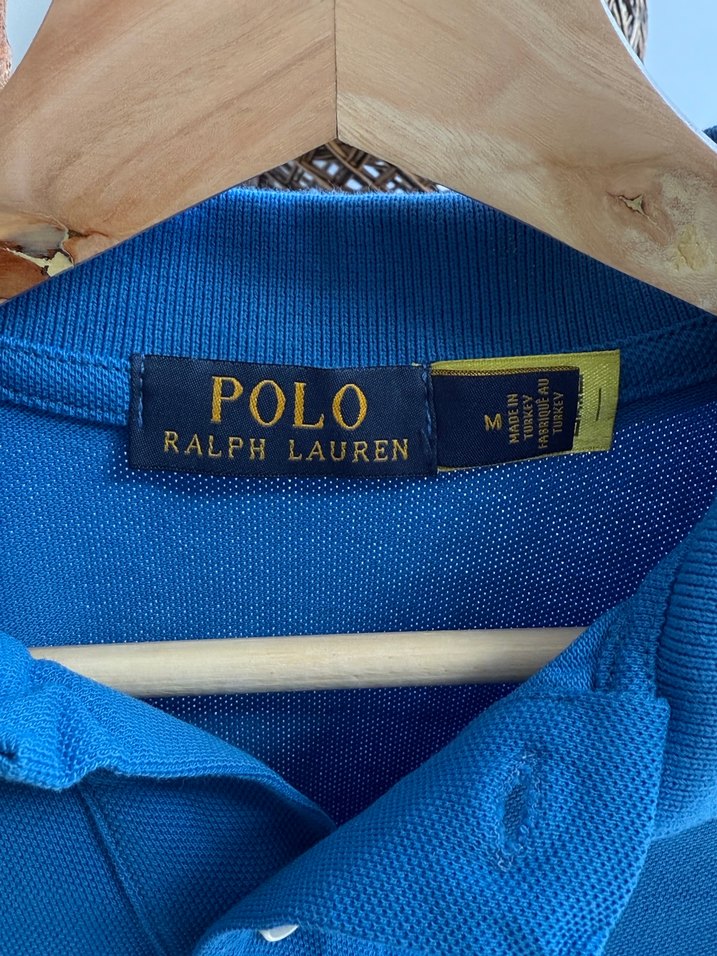 POLO
RALPH LAUREN
M
MADE IN
TURKEY
FABRIQUÉ AU
TURKEY